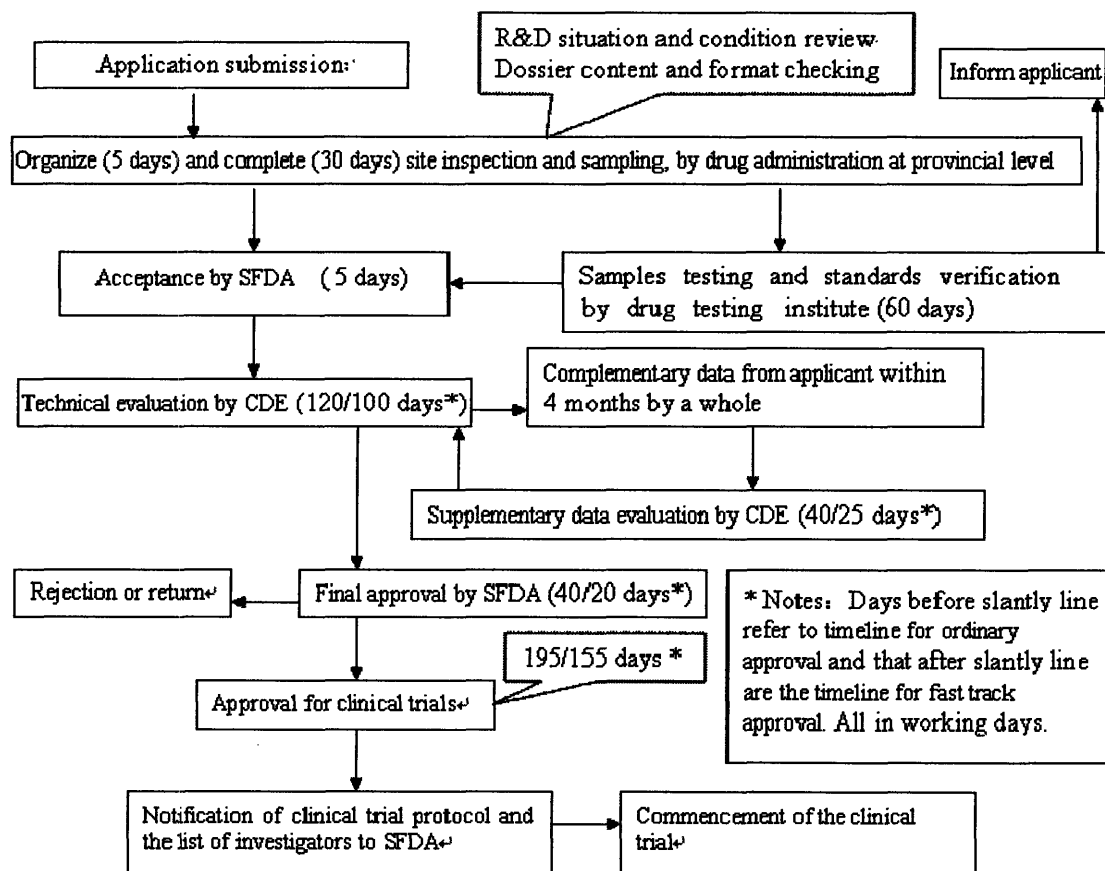 Application submission:
R&D situation and condition review
Dossier content and format checking
Inform applicant
Organize (5 days) and complete (30 days) site inspection and sampling, by drug administration at provincial level
Acceptance by SFDA ( 5 days)
Samples testing and standards verification
by drug testing institute (60 days)
Technical evaluation by CDE (120/100 days*)
Complementary data from applicant within
4 months by a whole
Supplementary data evaluation by CDE (40/25 days*)
Rejection or return↵
Final approval by SFDA (40/20 days*)
195/155 days *
Approval for clinical trials↵
* Notes: Days before slantly line
refer to timeline for ordinary
approval and that after slantly line
are the timeline for fast track
approval. All in working days.
Notification of clinical trial protocol and
the list of investigators to SFDA↵
Commencement of the clinical
trial↵